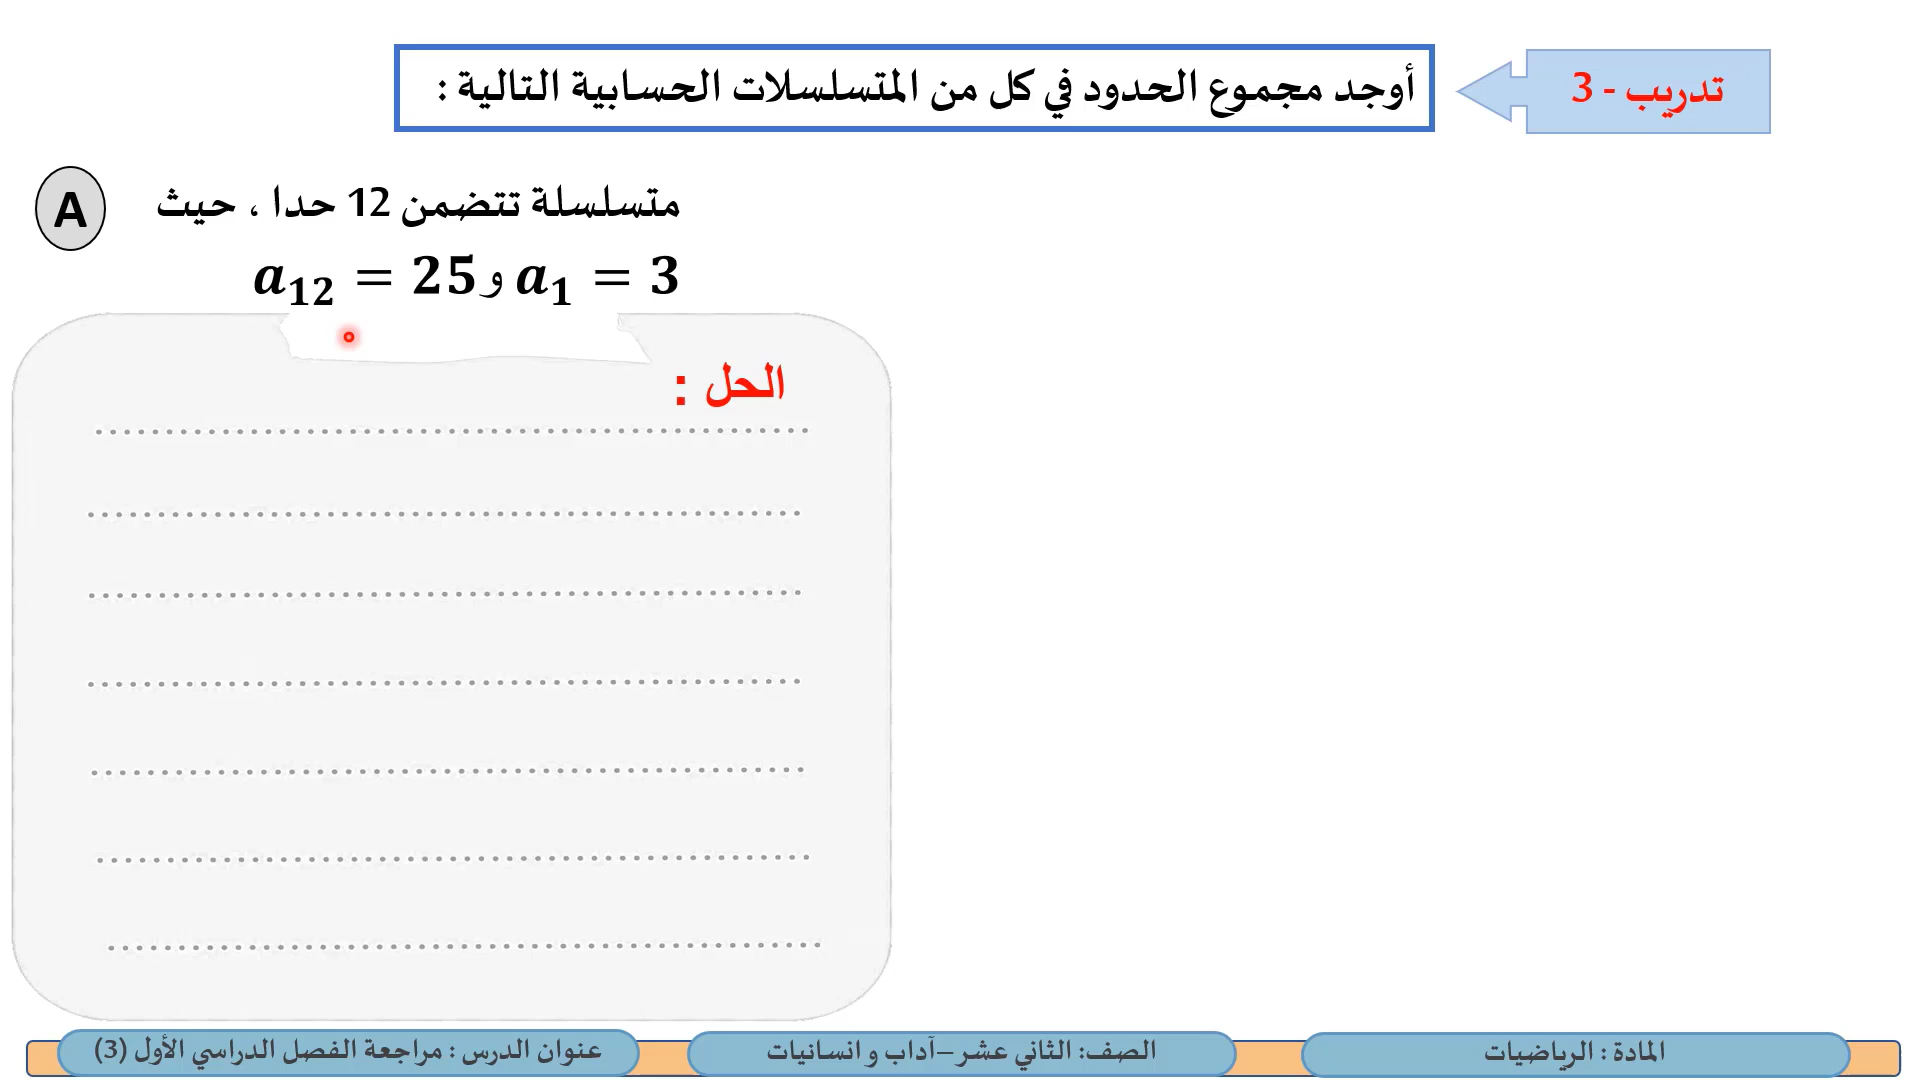 تدريب - 3
أوجد مجموع الحدود في كل من المتسلسلات الحسابية التالية :
A
متسلسلة تتضمن 12 حدا ، حيث
a₁ = 3 و a₁₂ = 25
الحل :
المادة : الرياضيات
الصف: الثاني عشر –آداب و انسانيات
عنوان الدرس : مراجعة الفصل الدراسي الأول (3)